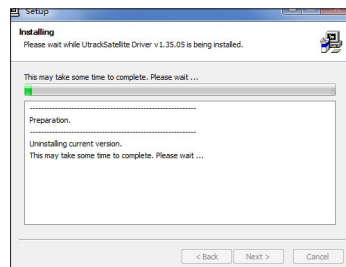 Setup
Installing
Please wait while UtrackSatellite Driver v1.35.05 is being installed.
This may take some time to complete. Please wait ...
--------------------------------------------------------
Preparation.
--------------------------------------------------------
Uninstalling current version.
This may take some time to complete. Please wait ...
< Back
Next >
Cancel